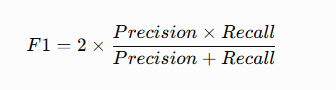 F1 = 2 × Precision × Recall / Precision + Recall